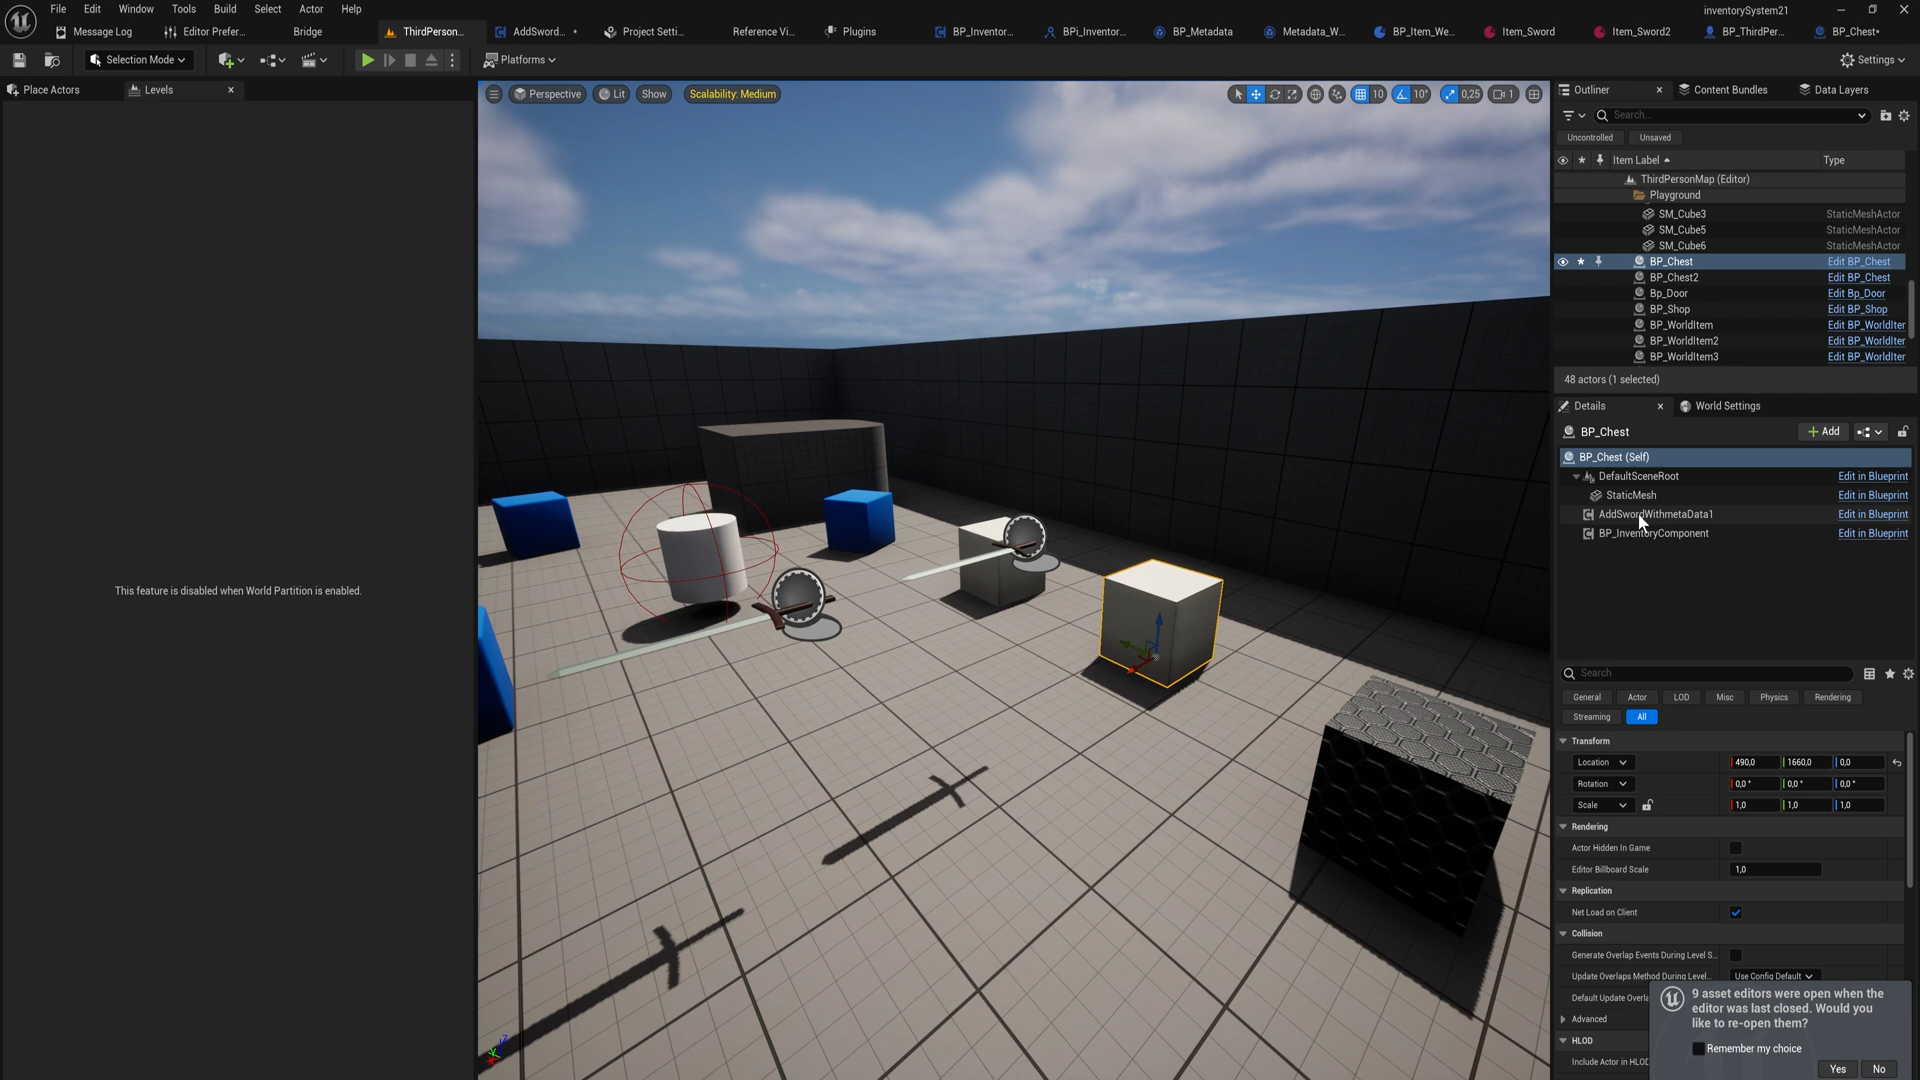 File Edit Window Tools Build Select Actor Help
inventorySystem21
Message Log
Editor Prefer...
Bridge
ThirdPerson...
AddSword...
Project Setti...
Reference Vi...
Plugins
BP_Inventor...
BPi_Inventor...
BP_Metadata
Metadata_W...
BP_Item_We...
Item_Sword
Item_Sword2
BP_ThirdPer...
BP_Chest*
Selection Mode
Platforms
Settings
Place Actors
Levels
Perspective
Lit
Show
Scalability: Medium
10
10°
0,25
1
Outliner
Content Bundles
Data Layers
Search...
Uncontrolled
Unsaved
Item Label
Type
ThirdPersonMap (Editor)
Playground
SM_Cube3 StaticMeshActor
SM_Cube5 StaticMeshActor
SM_Cube6 StaticMeshActor
BP_Chest Edit BP_Chest
BP_Chest2 Edit BP_Chest
Bp_Door Edit Bp_Door
BP_Shop Edit BP_Shop
BP_WorldItem Edit BP_WorldIter
BP_WorldItem2 Edit BP_WorldIter
BP_WorldItem3 Edit BP_WorldIter
48 actors (1 selected)
Details
World Settings
BP_Chest
Add
BP_Chest (Self)
DefaultSceneRoot Edit in Blueprint
StaticMesh Edit in Blueprint
AddSwordWithmetaData1 Edit in Blueprint
BP_InventoryComponent Edit in Blueprint
This feature is disabled when World Partition is enabled.
Search
General Actor LOD Misc Physics Rendering
Streaming All
Transform
Location 490,0 1660,0 0,0
Rotation 0,0 ° 0,0 ° 0,0 °
Scale 1,0 1,0 1,0
Rendering
Actor Hidden In Game
Editor Billboard Scale 1,0
Replication
Net Load on Client
Collision
Generate Overlap Events During Level S...
Update Overlaps Method During Level... Use Config Default
Default Update Overla
Advanced
HLOD
Include Actor in HLOD
9 asset editors were open when the
editor was last closed. Would you
like to re-open them?
Remember my choice
Yes No